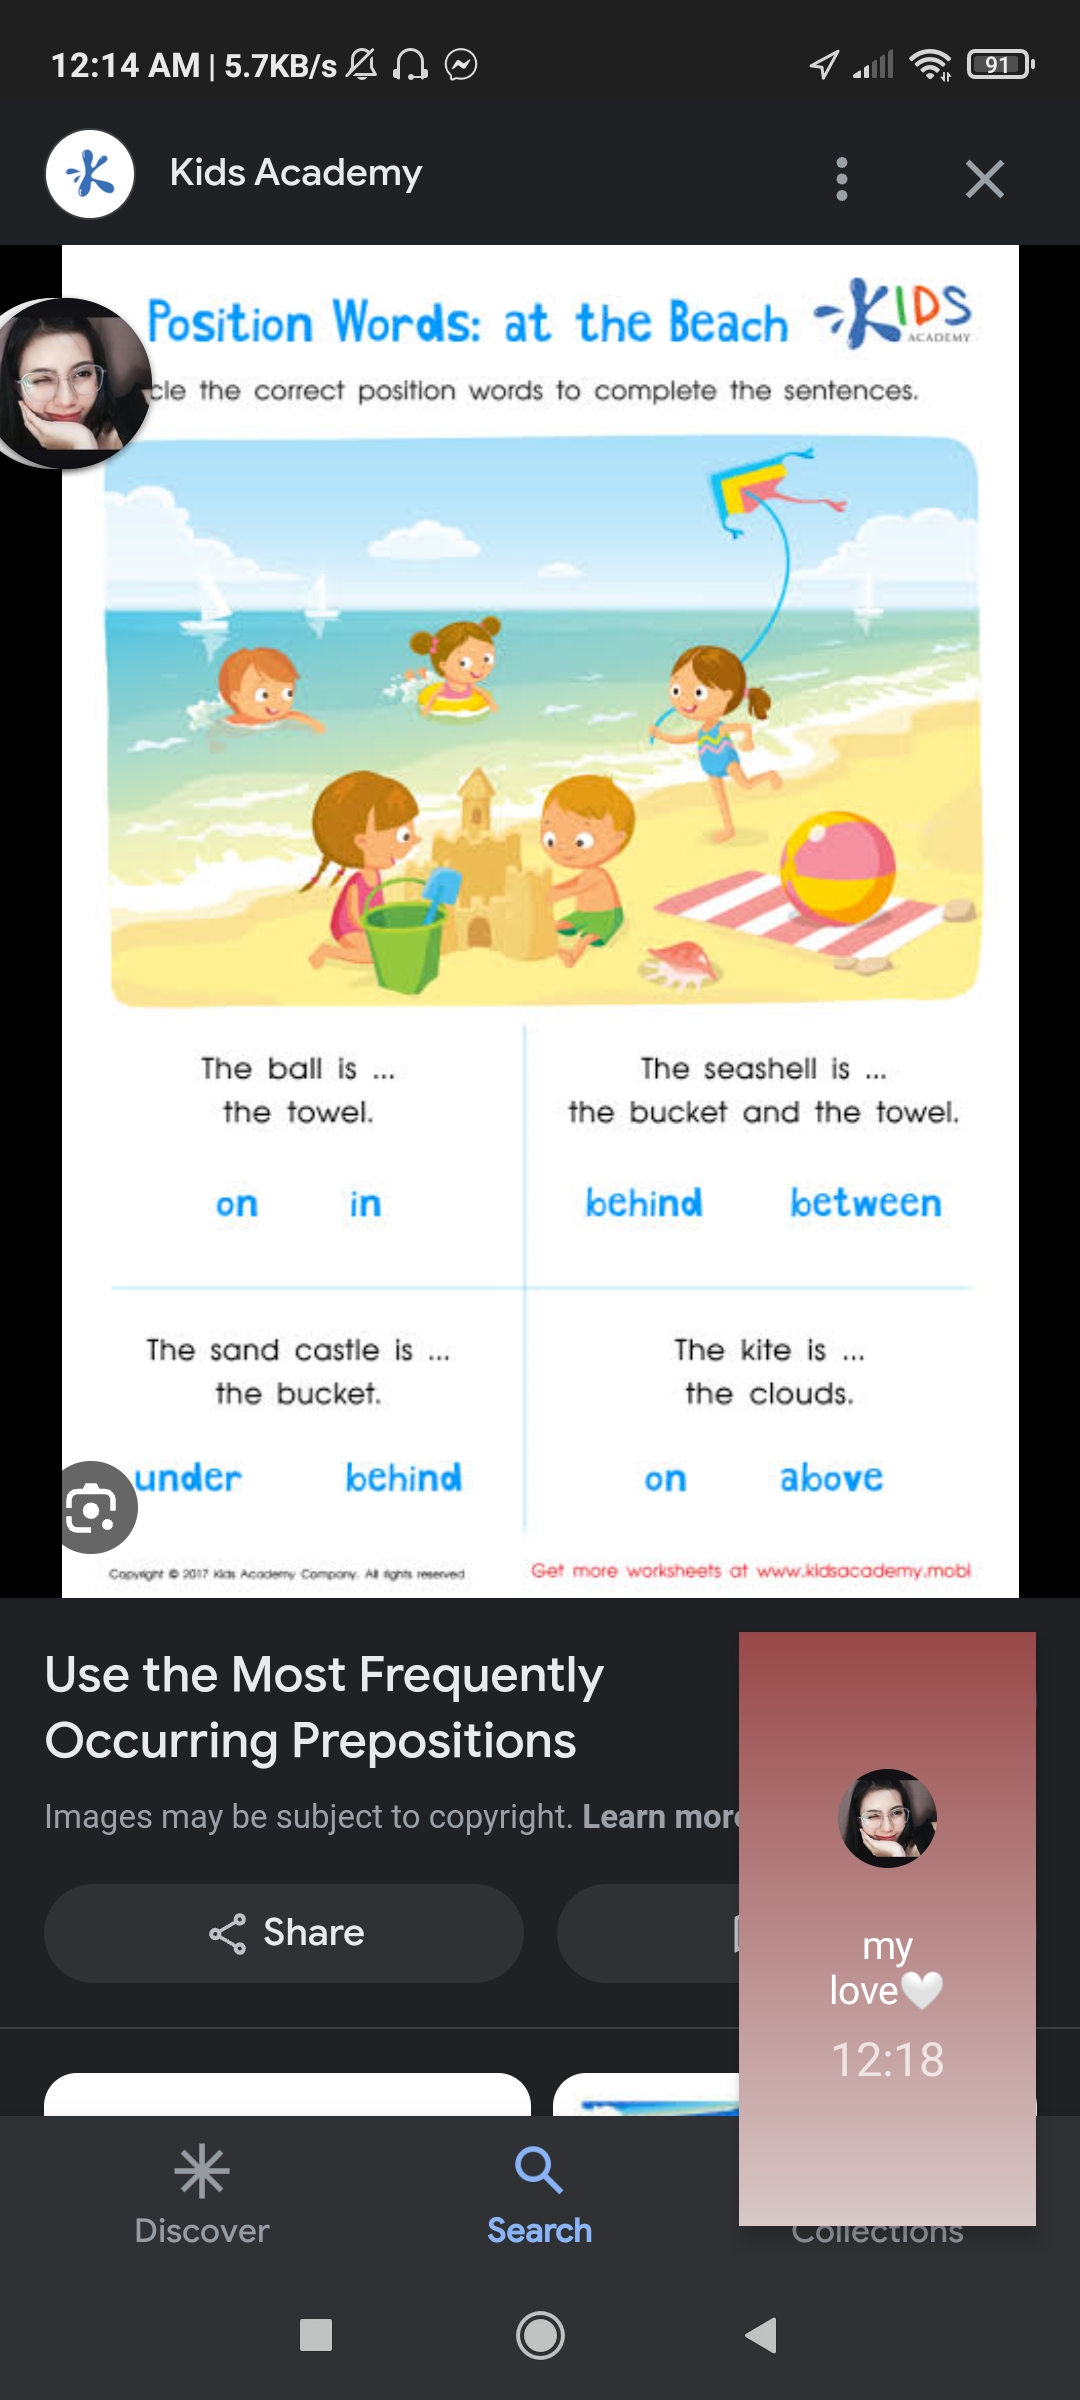 12:14 AM | 5.7KB/s
91
Kids Academy
Position Words: at the Beach
KIDS
ACADEMY
cle the correct position words to complete the sentences.
The ball is ...
the towel.
on in
The seashell is ...
the bucket and the towel.
behind between
The sand castle is ...
the bucket.
under behind
The kite is ...
the clouds.
on above
Copyright © 2017 Kids Academy Company. All rights reserved
Get more worksheets at www.kidsacademy.mobi
Use the Most Frequently
Occurring Prepositions
Images may be subject to copyright. Learn more
Share
my
love🤍
12:18
Discover
Search
Collections